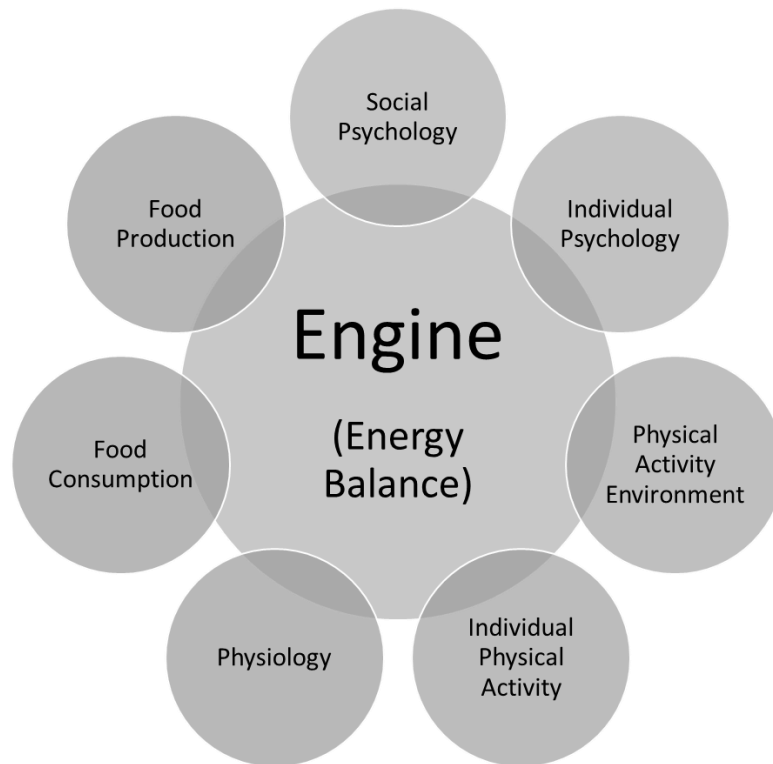 Social
Psychology
Food
Production
Individual
Psychology
Engine
(Energy
Balance)
Food
Consumption
Physical
Activity
Environment
Physiology
Individual
Physical
Activity